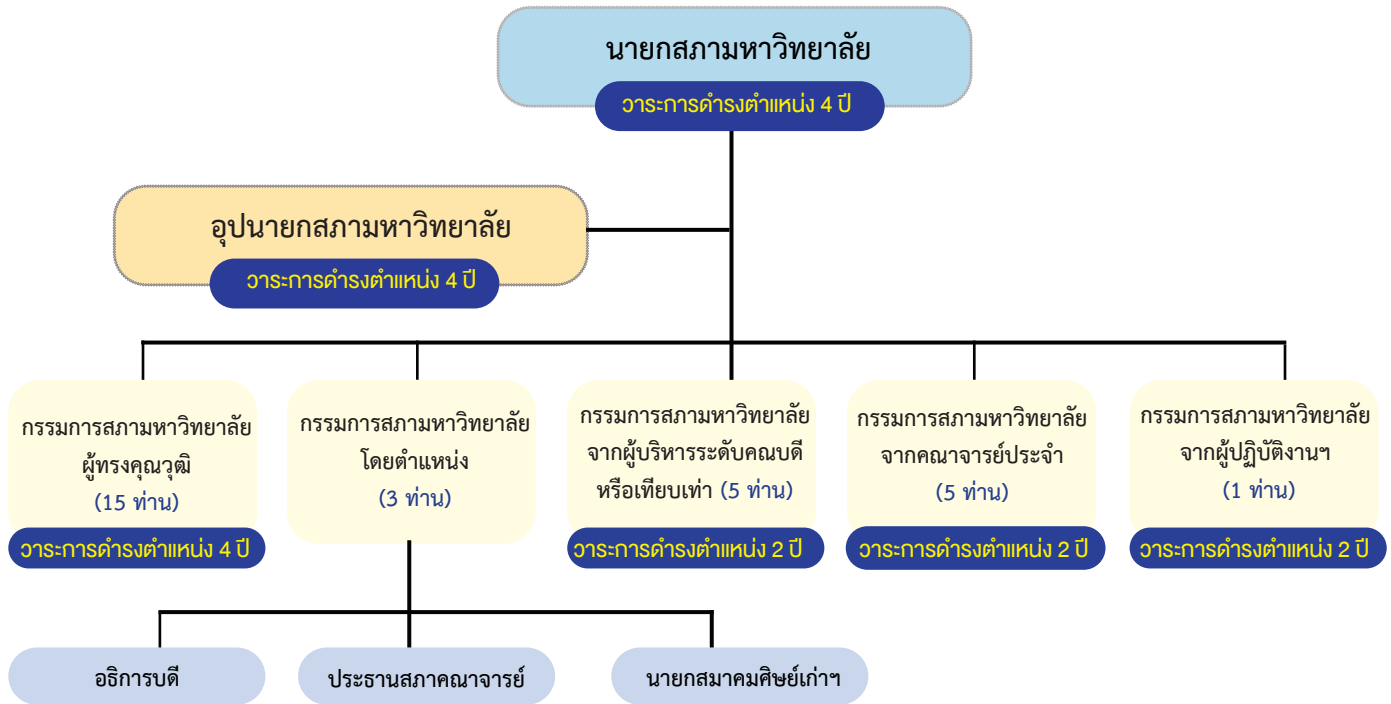 นายกสภามหาวิทยาลัย
วาระการดำรงตำแหน่ง 4 ปี
อุปนายกสภามหาวิทยาลัย
วาระการดำรงตำแหน่ง 4 ปี
กรรมการสภามหาวิทยาลัย
ผู้ทรงคุณวุฒิ
(15 ท่าน)
วาระการดำรงตำแหน่ง 4 ปี
กรรมการสภามหาวิทยาลัย
โดยตำแหน่ง
(3 ท่าน)
กรรมการสภามหาวิทยาลัย
จากผู้บริหารระดับคณบดี
หรือเทียบเท่า (5 ท่าน)
วาระการดำรงตำแหน่ง 2 ปี
กรรมการสภามหาวิทยาลัย
จากคณาจารย์ประจำ
(5 ท่าน)
วาระการดำรงตำแหน่ง 2 ปี
กรรมการสภามหาวิทยาลัย
จากผู้ปฏิบัติงานฯ
(1 ท่าน)
วาระการดำรงตำแหน่ง 2 ปี
อธิการบดี
ประธานสภาคณาจารย์
นายกสมาคมศิษย์เก่าฯ